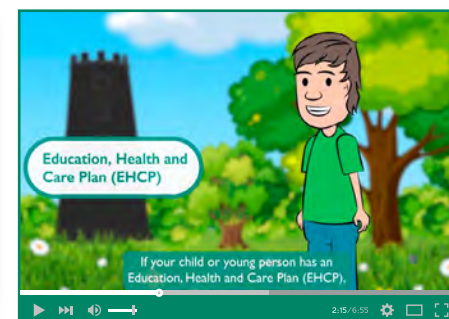 Education, Health and
Care Plan (EHCP)
If your child or young person has an
Education, Health and Care Plan (EHCP),
2:15/6:55